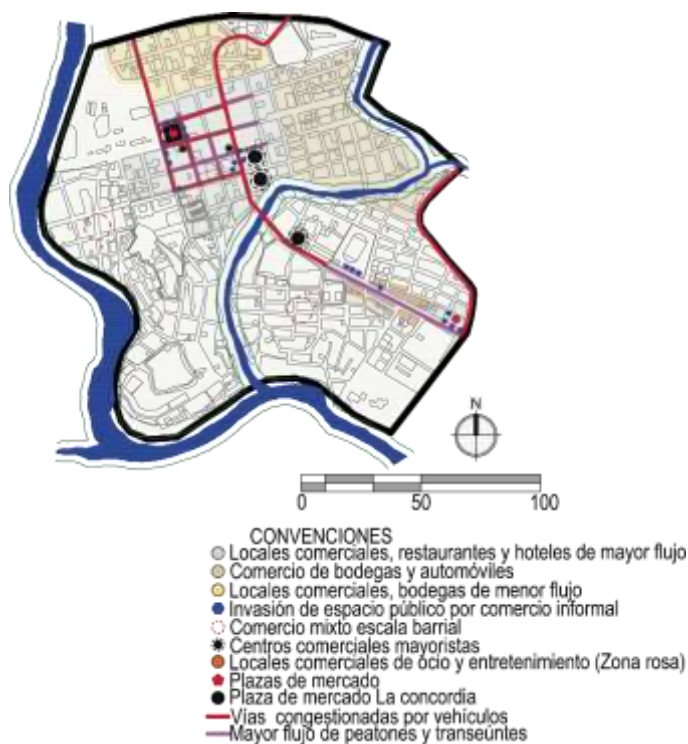 N
0 50 100
CONVENCIONES
Locales comerciales, restaurantes y hoteles de mayor flujo
Comercio de bodegas y automóviles
Locales comerciales, bodegas de menor flujo
Invasión de espacio público por comercio informal
Comercio mixto escala barrial
Centros comerciales mayoristas
Locales comerciales de ocio y entretenimiento (Zona rosa)
Plazas de mercado
Plaza de mercado La concordia
Vías congestionadas por vehículos
Mayor flujo de peatones y transeúntes